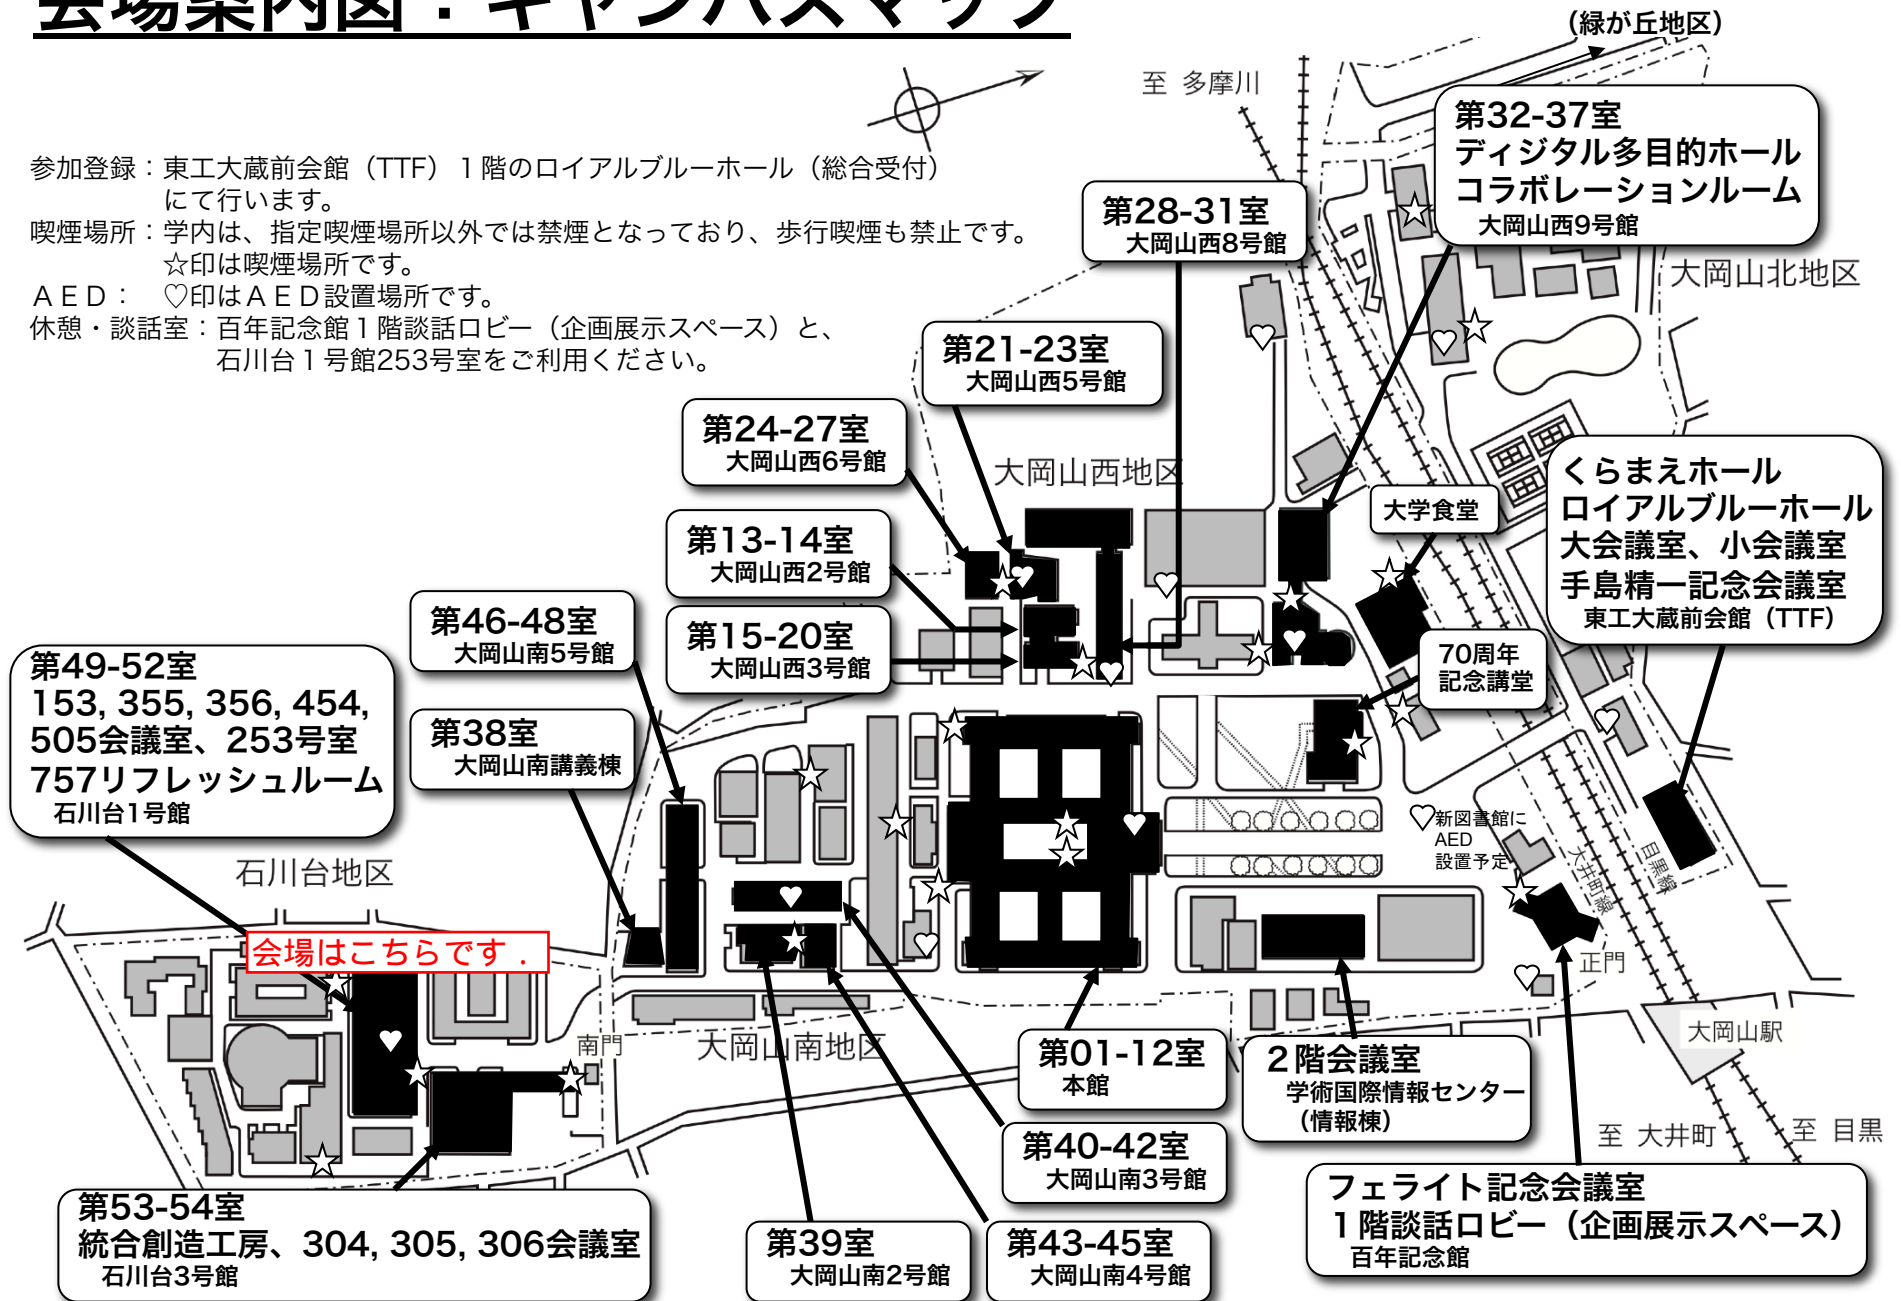 会場案内図：キャンパスマップ
(緑が丘地区)
至 多摩川
参加登録：東工大蔵前会館（TTF）１階のロイアルブルーホール（総合受付）
にて行います。
喫煙場所：学内は、指定喫煙場所以外では禁煙となっており、歩行喫煙も禁止です。
☆印は喫煙場所です。
ＡＥＤ：　♡印はＡＥＤ設置場所です。
休憩・談話室：百年記念館１階談話ロビー（企画展示スペース）と、
石川台１号館253号室をご利用ください。
第32-37室
ディジタル多目的ホール
コラボレーションルーム
大岡山西9号館
第28-31室
大岡山西8号館
大岡山北地区
第21-23室
大岡山西5号館
第24-27室
大岡山西6号館
大岡山西地区
くらまえホール
ロイアルブルーホール
大会議室、小会議室
手島精一記念会議室
東工大蔵前会館（TTF）
大学食堂
第13-14室
大岡山西2号館
第46-48室
大岡山南5号館
第15-20室
大岡山西3号館
70周年
記念講堂
第49-52室
153, 355, 356, 454,
505会議室、253号室
757リフレッシュルーム
石川台1号館
第38室
大岡山南講義棟
♡新図書館に
AED
設置予定
大井町線
目黒線
石川台地区
会場はこちらです．
正門
南門
大岡山南地区
大岡山駅
第01-12室
本館
２階会議室
学術国際情報センター
（情報棟）
至 大井町
至 目黒
第40-42室
大岡山南3号館
フェライト記念会議室
１階談話ロビー（企画展示スペース）
百年記念館
第53-54室
統合創造工房、304, 305, 306会議室
石川台3号館
第39室
大岡山南2号館
第43-45室
大岡山南4号館